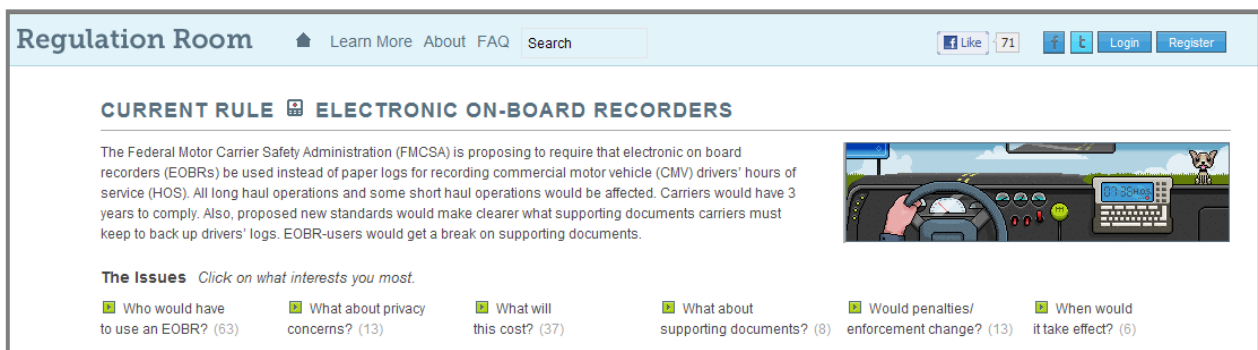 Regulation Room Learn More About FAQ Search Like 71 f t Login Register
CURRENT RULE ELECTRONIC ON-BOARD RECORDERS
The Federal Motor Carrier Safety Administration (FMCSA) is proposing to require that electronic on board
recorders (EOBRs) be used instead of paper logs for recording commercial motor vehicle (CMV) drivers' hours of
service (HOS). All long haul operations and some short haul operations would be affected. Carriers would have 3
years to comply. Also, proposed new standards would make clearer what supporting documents carriers must
keep to back up drivers' logs. EOBR-users would get a break on supporting documents.
The Issues Click on what interests you most.
Who would have
to use an EOBR? (63)
What about privacy
concerns? (13)
What will
this cost? (37)
What about
supporting documents? (8)
Would penalties/
enforcement change? (13)
When would
it take effect? (6)